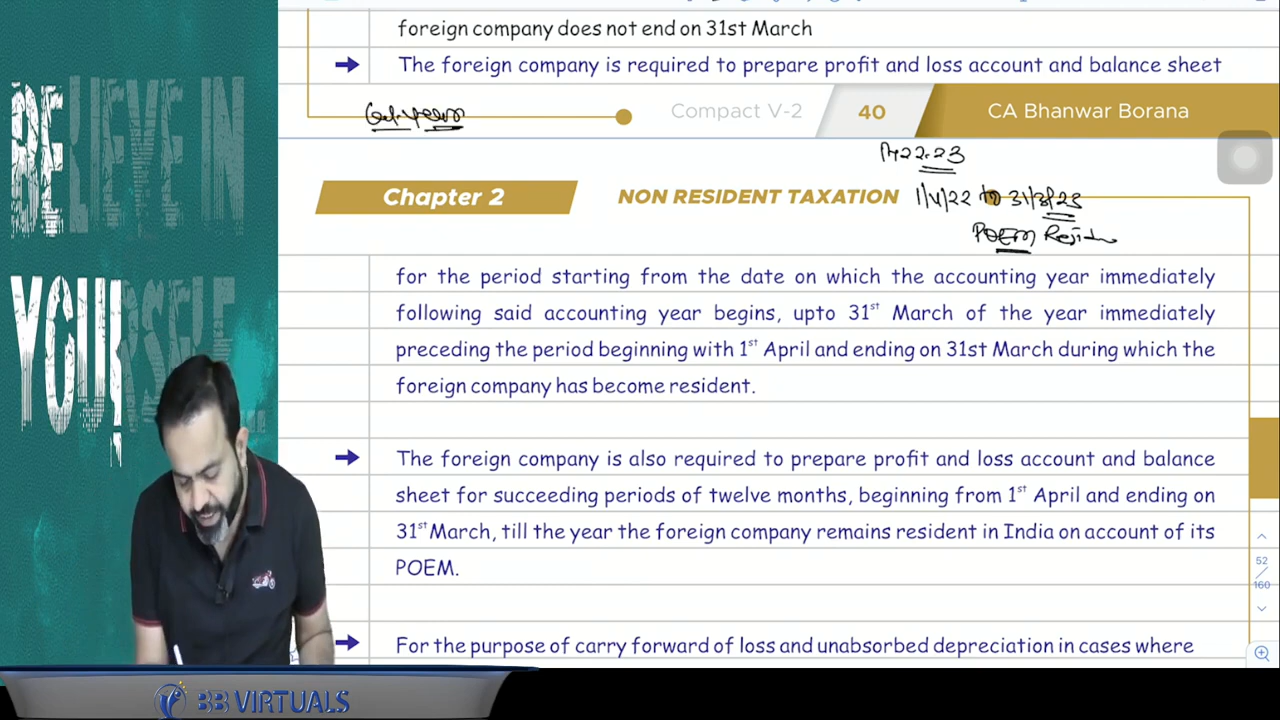 BELIEVE IN
YOURSELF
foreign company does not end on 31st March
→ The foreign company is required to prepare profit and loss account and balance sheet
Compact V-2 40 CA Bhanwar Borana
22-23
Chapter 2 NON RESIDENT TAXATION 1/4/22 to 31/3/23
POEM
for the period starting from the date on which the accounting year immediately
following said accounting year begins, upto 31st March of the year immediately
preceding the period beginning with 1st April and ending on 31st March during which the
foreign company has become resident.
→ The foreign company is also required to prepare profit and loss account and balance
sheet for succeeding periods of twelve months, beginning from 1st April and ending on
31st March, till the year the foreign company remains resident in India on account of its
POEM.
52
/
160
→ For the purpose of carry forward of loss and unabsorbed depreciation in cases where
BB VIRTUALS